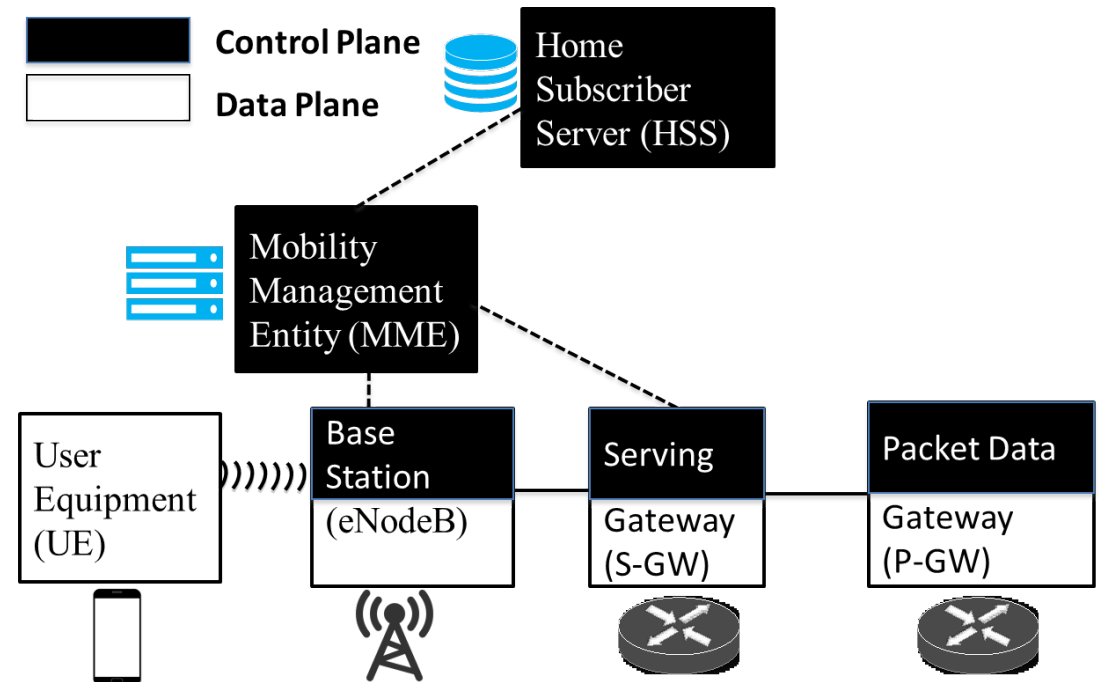 Control Plane
Data Plane
Home
Subscriber
Server (HSS)
Mobility
Management
Entity (MME)
User
Equipment
(UE)
Base
Station
(eNodeB)
Serving
Gateway
(S-GW)
Packet Data
Gateway
(P-GW)